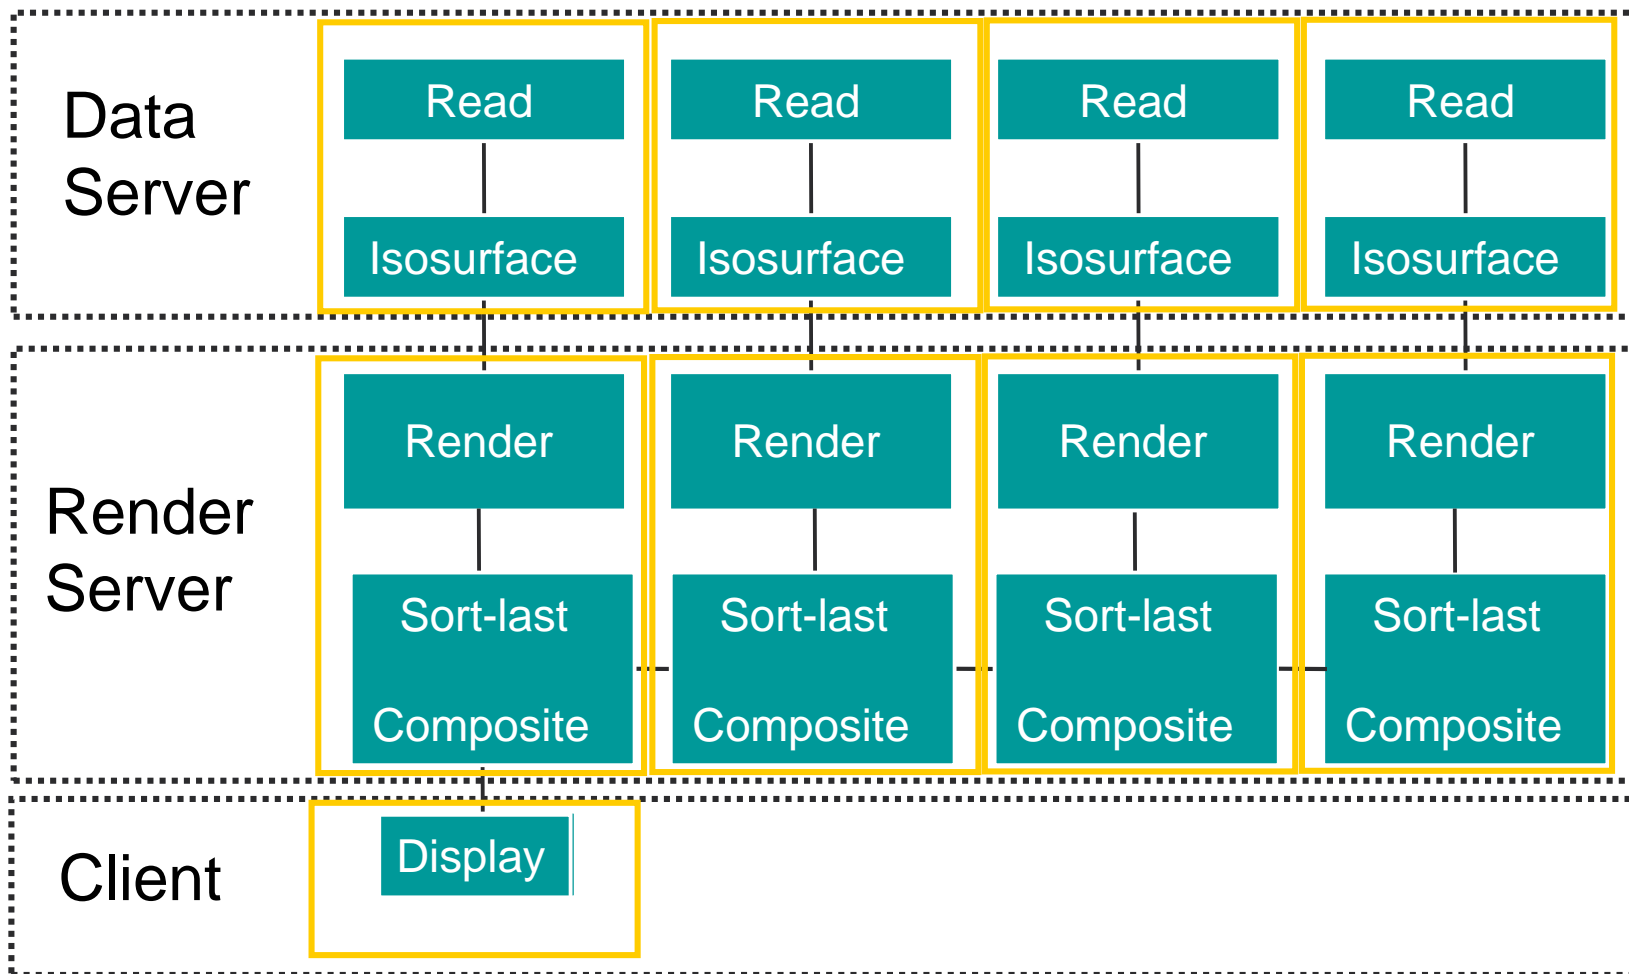 Data
Server
Read Read Read Read
Isosurface Isosurface Isosurface Isosurface
Render
Server
Render Render Render Render
Sort-last Sort-last Sort-last Sort-last
Composite Composite Composite Composite
Client
Display